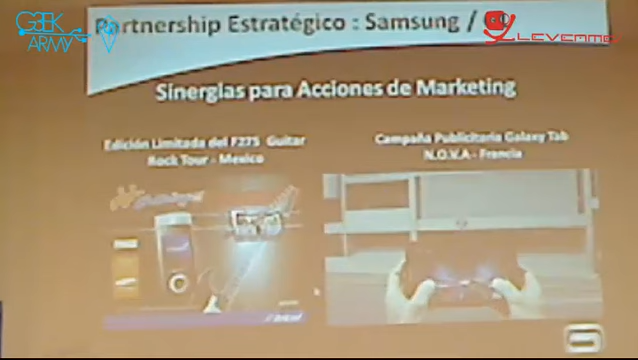 GEEK ARMY
LEVENMET
Partnership Estratégico : Samsung /
Sinergias para Acciones de Marketing
Edición Limitada del F275 Guitar
Rock Tour - Mexico
Campaña Publicitaria Galaxy Tab
N.O.V.A - Francia